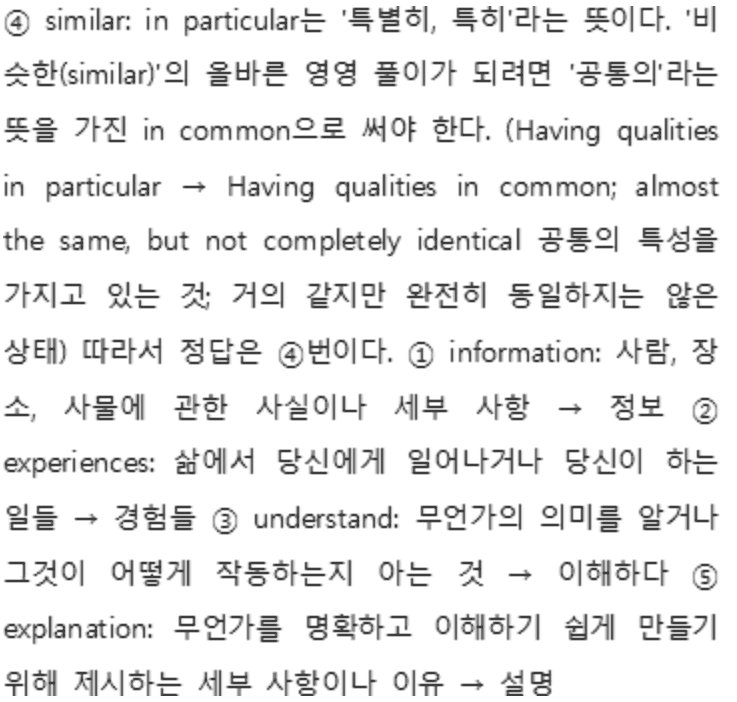 ④ similar: in particular는 '특별히, 특히'라는 뜻이다. '비
슷한(similar)'의 올바른 영영 풀이가 되려면 '공통의'라는
뜻을 가진 in common으로 써야 한다. (Having qualities
in particular → Having qualities in common; almost
the same, but not completely identical 공통의 특성을
가지고 있는 것; 거의 같지만 완전히 동일하지는 않은
상태) 따라서 정답은 ④번이다. ① information: 사람, 장
소, 사물에 관한 사실이나 세부 사항 → 정보 ②
experiences: 삶에서 당신에게 일어나거나 당신이 하는
일들 → 경험들 ③ understand: 무언가의 의미를 알거나
그것이 어떻게 작동하는지 아는 것 → 이해하다 ⑤
explanation: 무언가를 명확하고 이해하기 쉽게 만들기
위해 제시하는 세부 사항이나 이유 → 설명